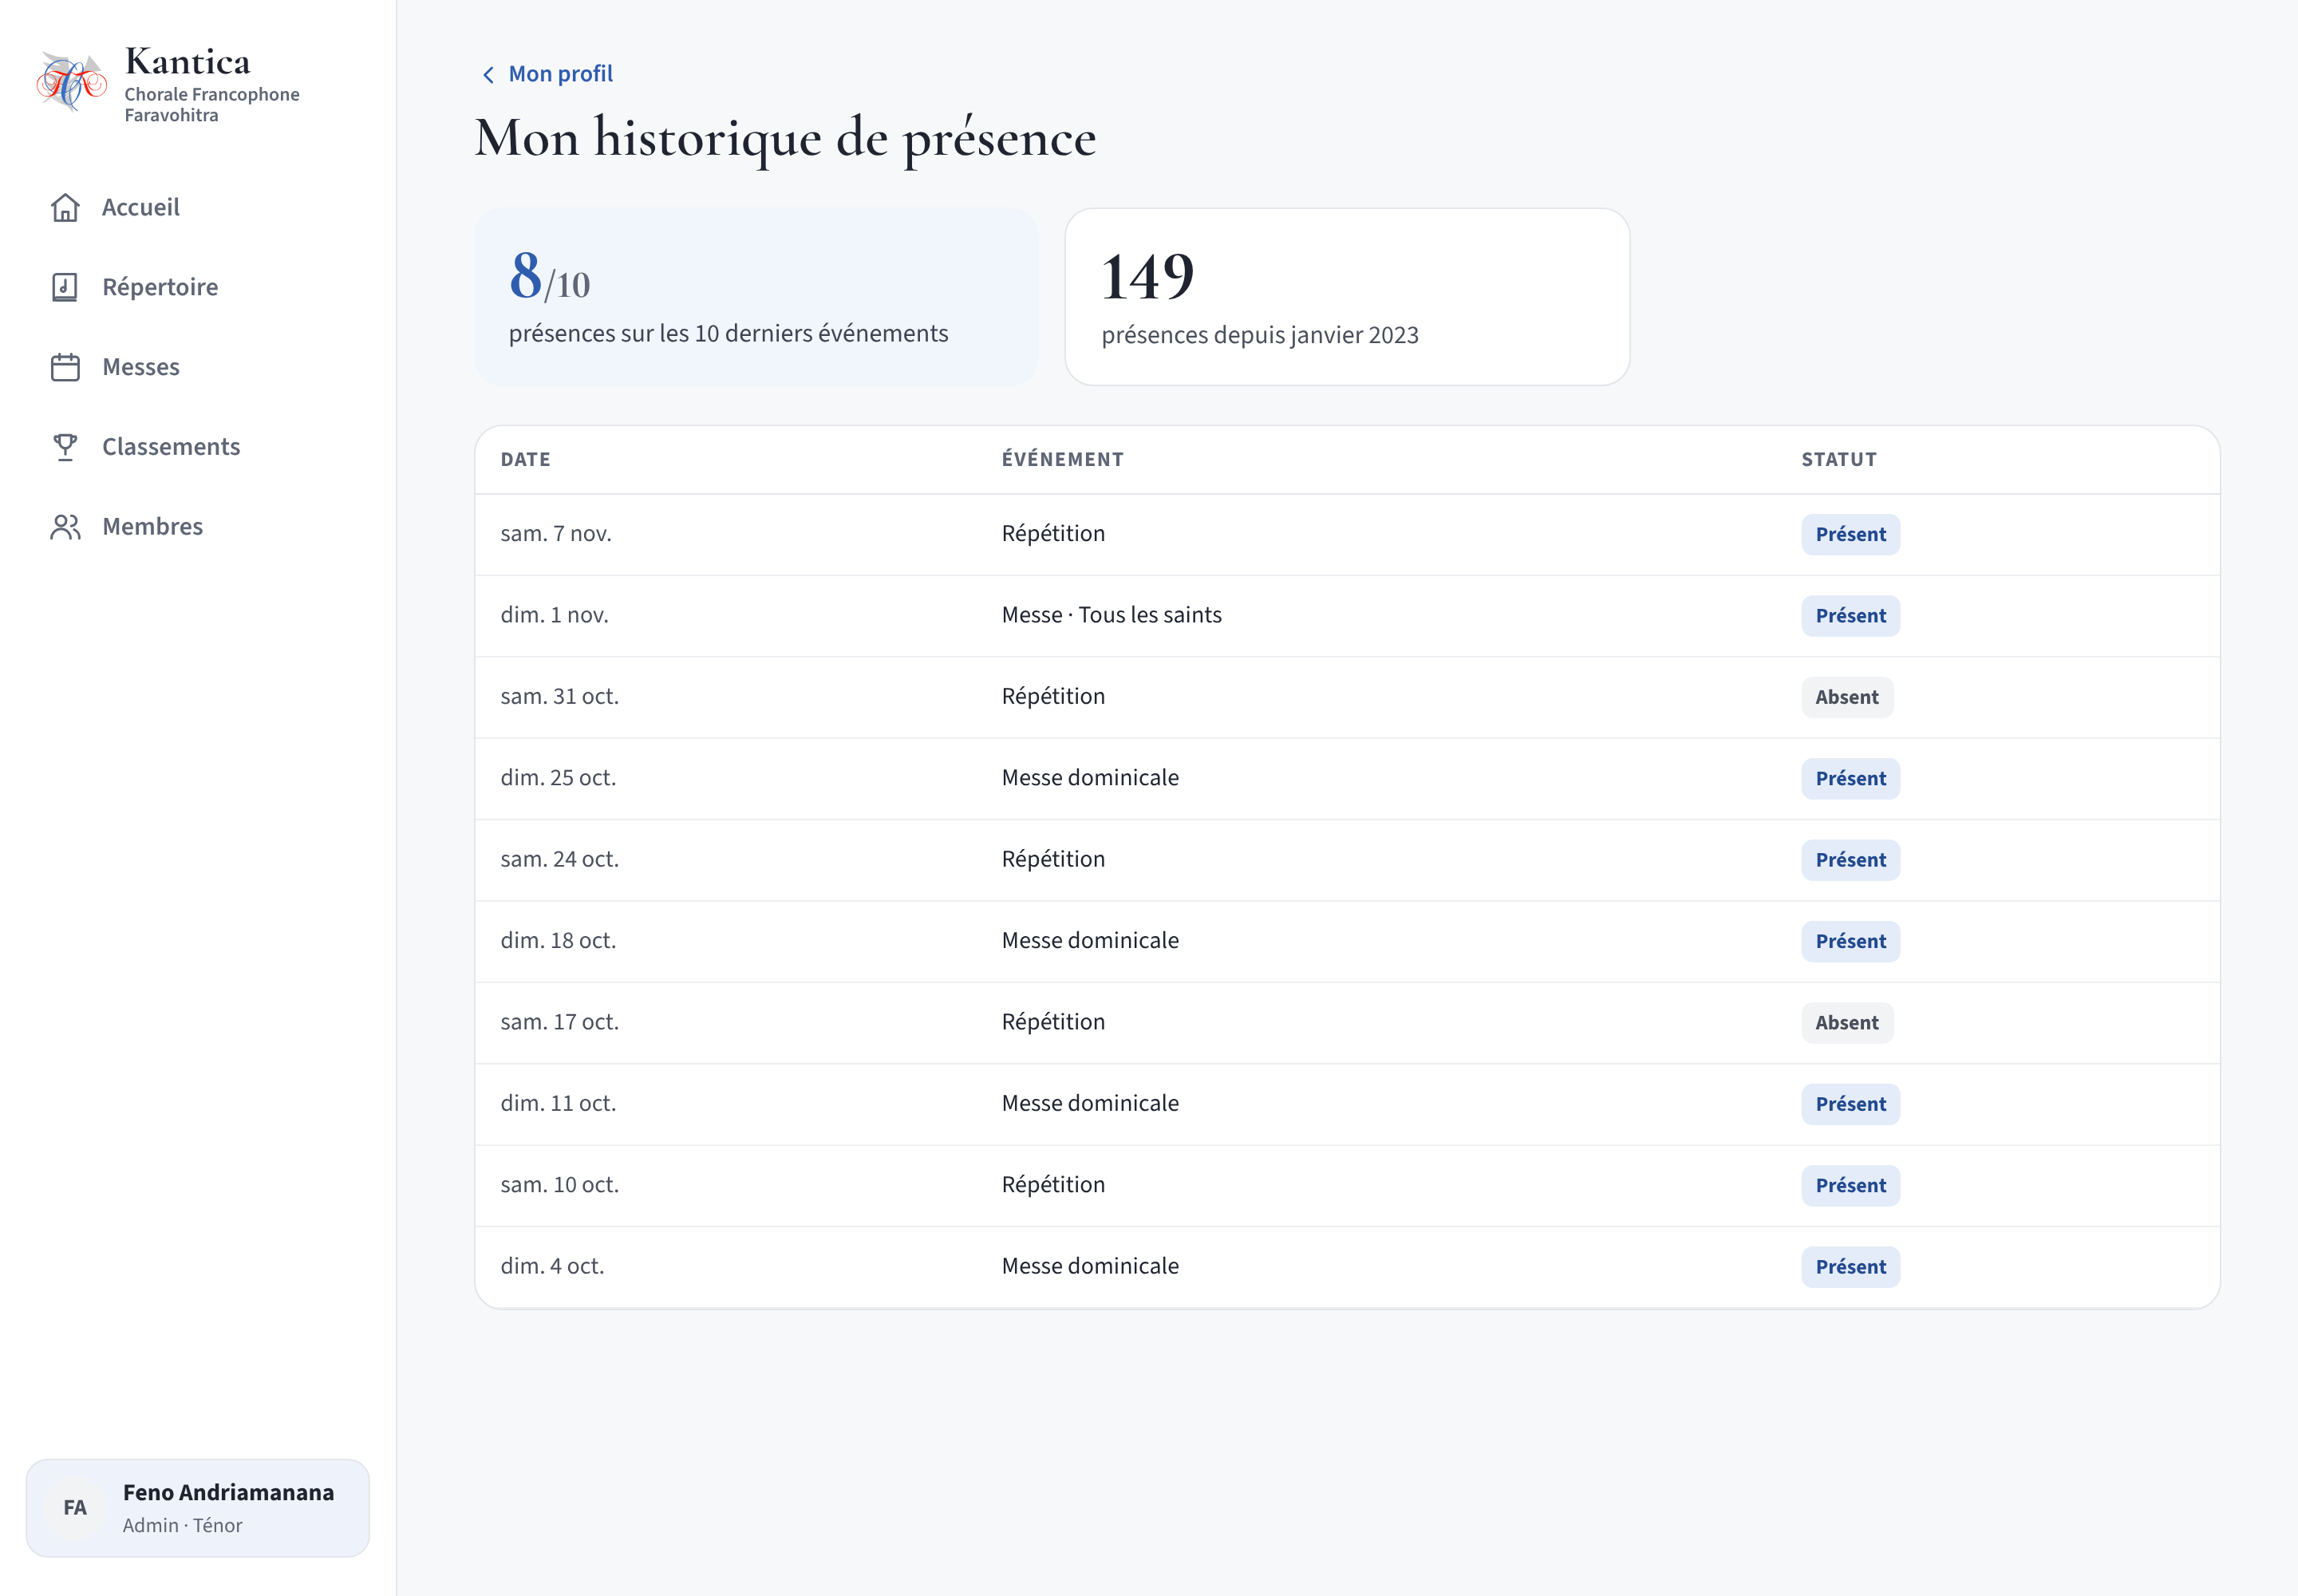 Kantica
Chorale Francophone
Faravohitra
Accueil
Répertoire
Messes
Classements
Membres
Feno Andriamanana
FA
Admin · Ténor
Mon profil
Mon historique de présence
8/10
présences sur les 10 derniers événements
149
présences depuis janvier 2023
DATE ÉVÉNEMENT STATUT
sam. 7 nov. Répétition Présent
dim. 1 nov. Messe · Tous les saints Présent
sam. 31 oct. Répétition Absent
dim. 25 oct. Messe dominicale Présent
sam. 24 oct. Répétition Présent
dim. 18 oct. Messe dominicale Présent
sam. 17 oct. Répétition Absent
dim. 11 oct. Messe dominicale Présent
sam. 10 oct. Répétition Présent
dim. 4 oct. Messe dominicale Présent